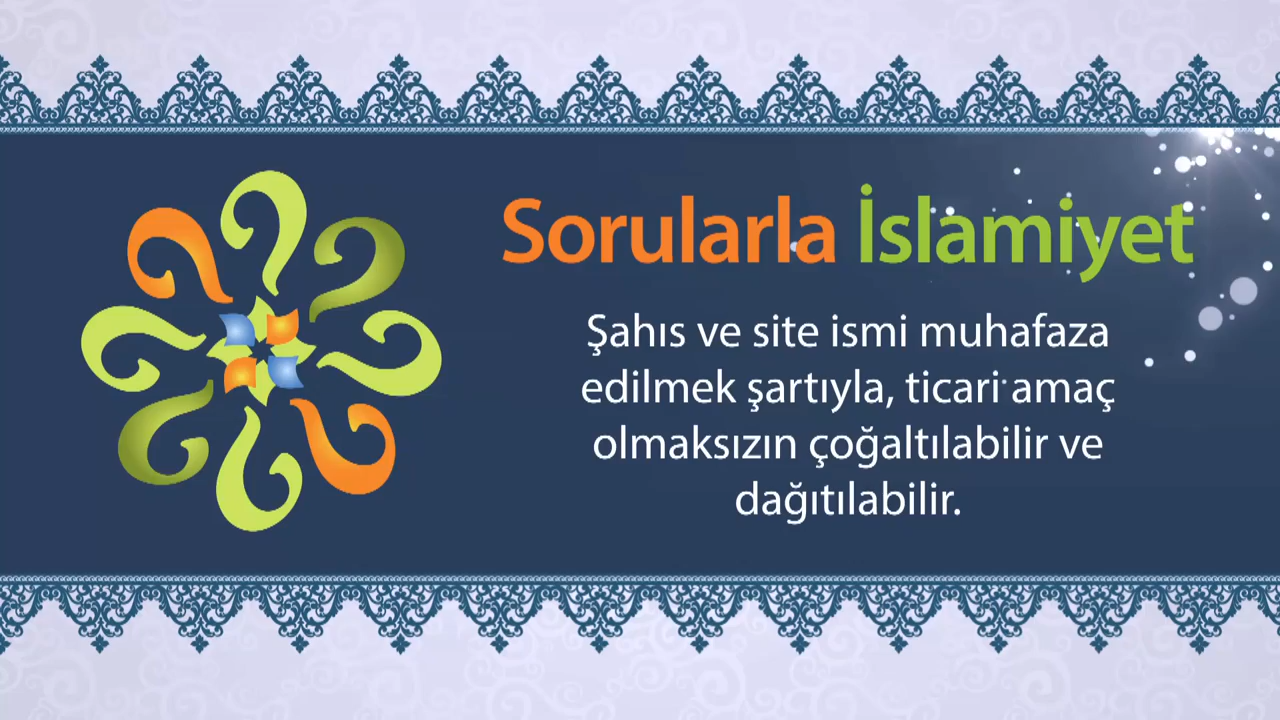 Sorularla İslamiyet
Şahıs ve site ismi muhafaza
edilmek şartıyla, ticari amaç
olmaksızın çoğaltılabilir ve
dağıtılabilir.